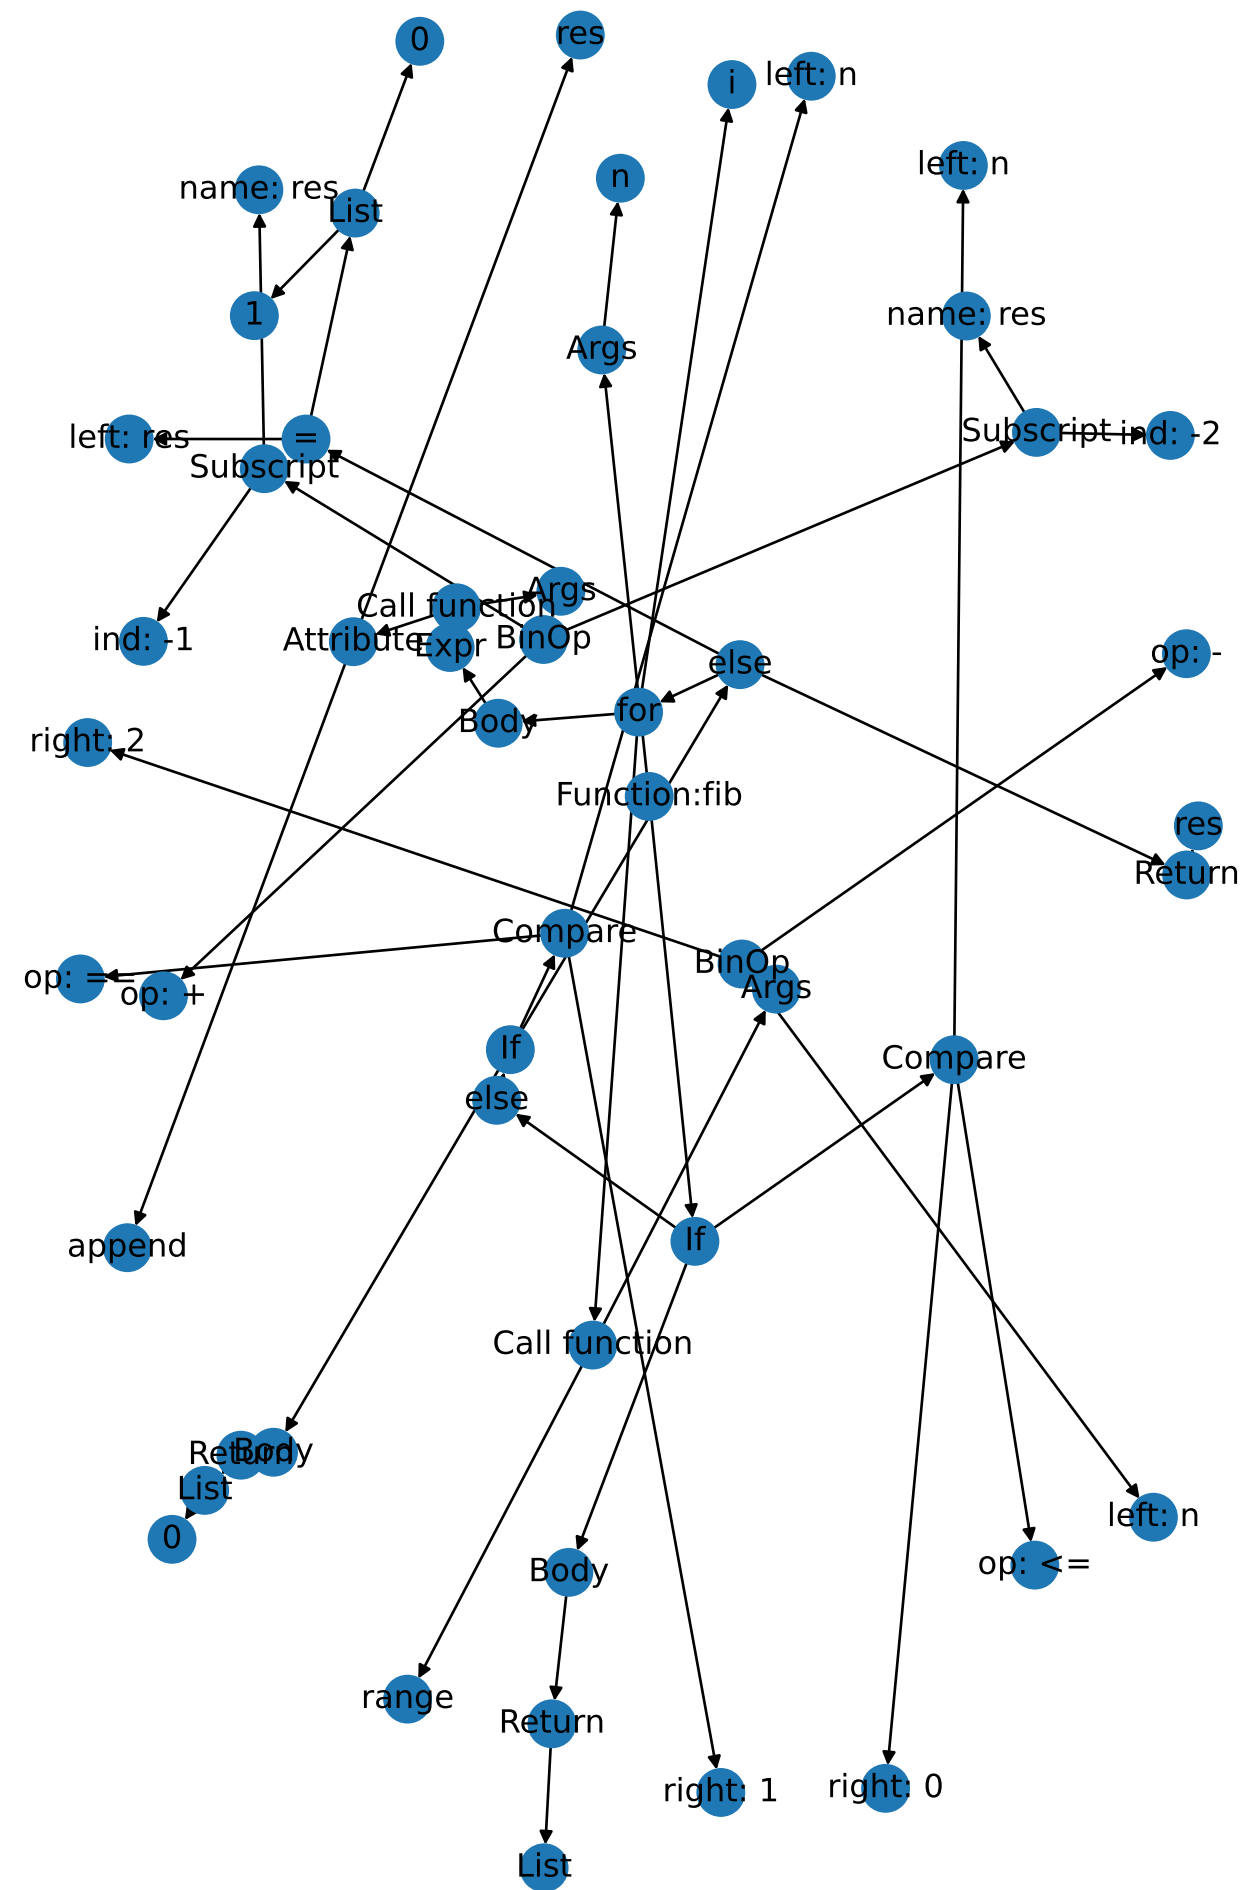 0
res
i
left: n
n
left: n
name: res
List
1
name: res
Args
left: res
=
Subscript
ind: -2
Subscript
Args
Call function
ind: -1
Attribute
Expr
BinOp
op: -
else
for
Body
right: 2
Function:fib
res
Return
Compare
BinOp
op: ==
op: +
Args
If
Compare
else
append
If
Call function
Return
Body
List
0
left: n
op: <=
Body
range
Return
right: 1
right: 0
List